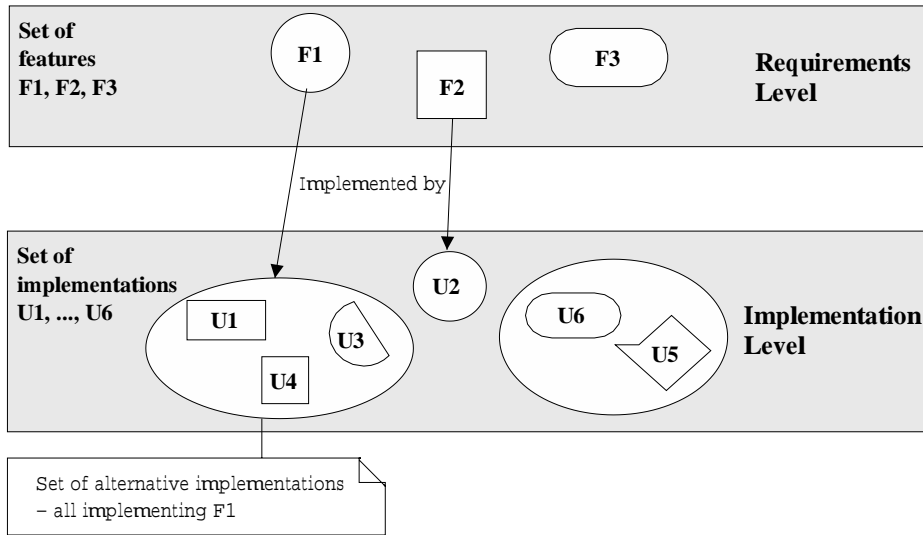 Set of
features
F1, F2, F3
F1
F2
F3
Requirements
Level
Implemented by
Set of
implementations
U1, ..., U6
U1
U3
U4
U2
U6
U5
Implementation
Level
Set of alternative implementations
– all implementing F1